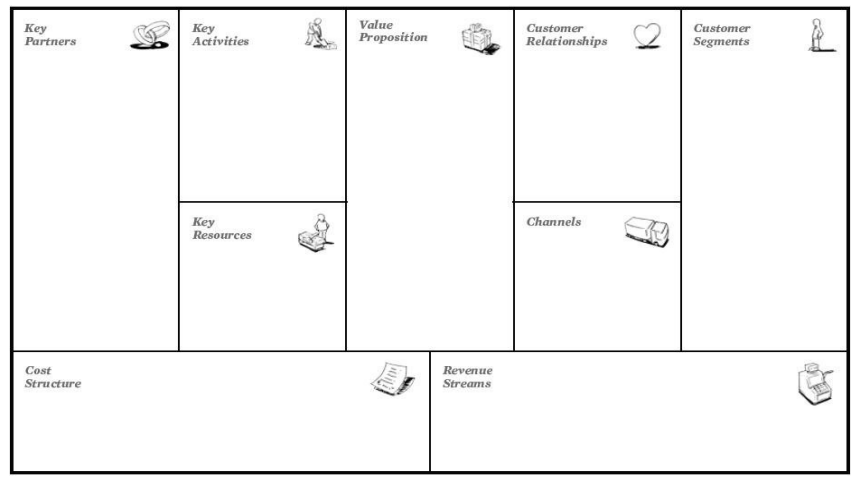 Key
Partners
Key
Activities
Value
Proposition
Customer
Relationships
Customer
Segments
Key
Resources
Channels
Cost
Structure
Revenue
Streams